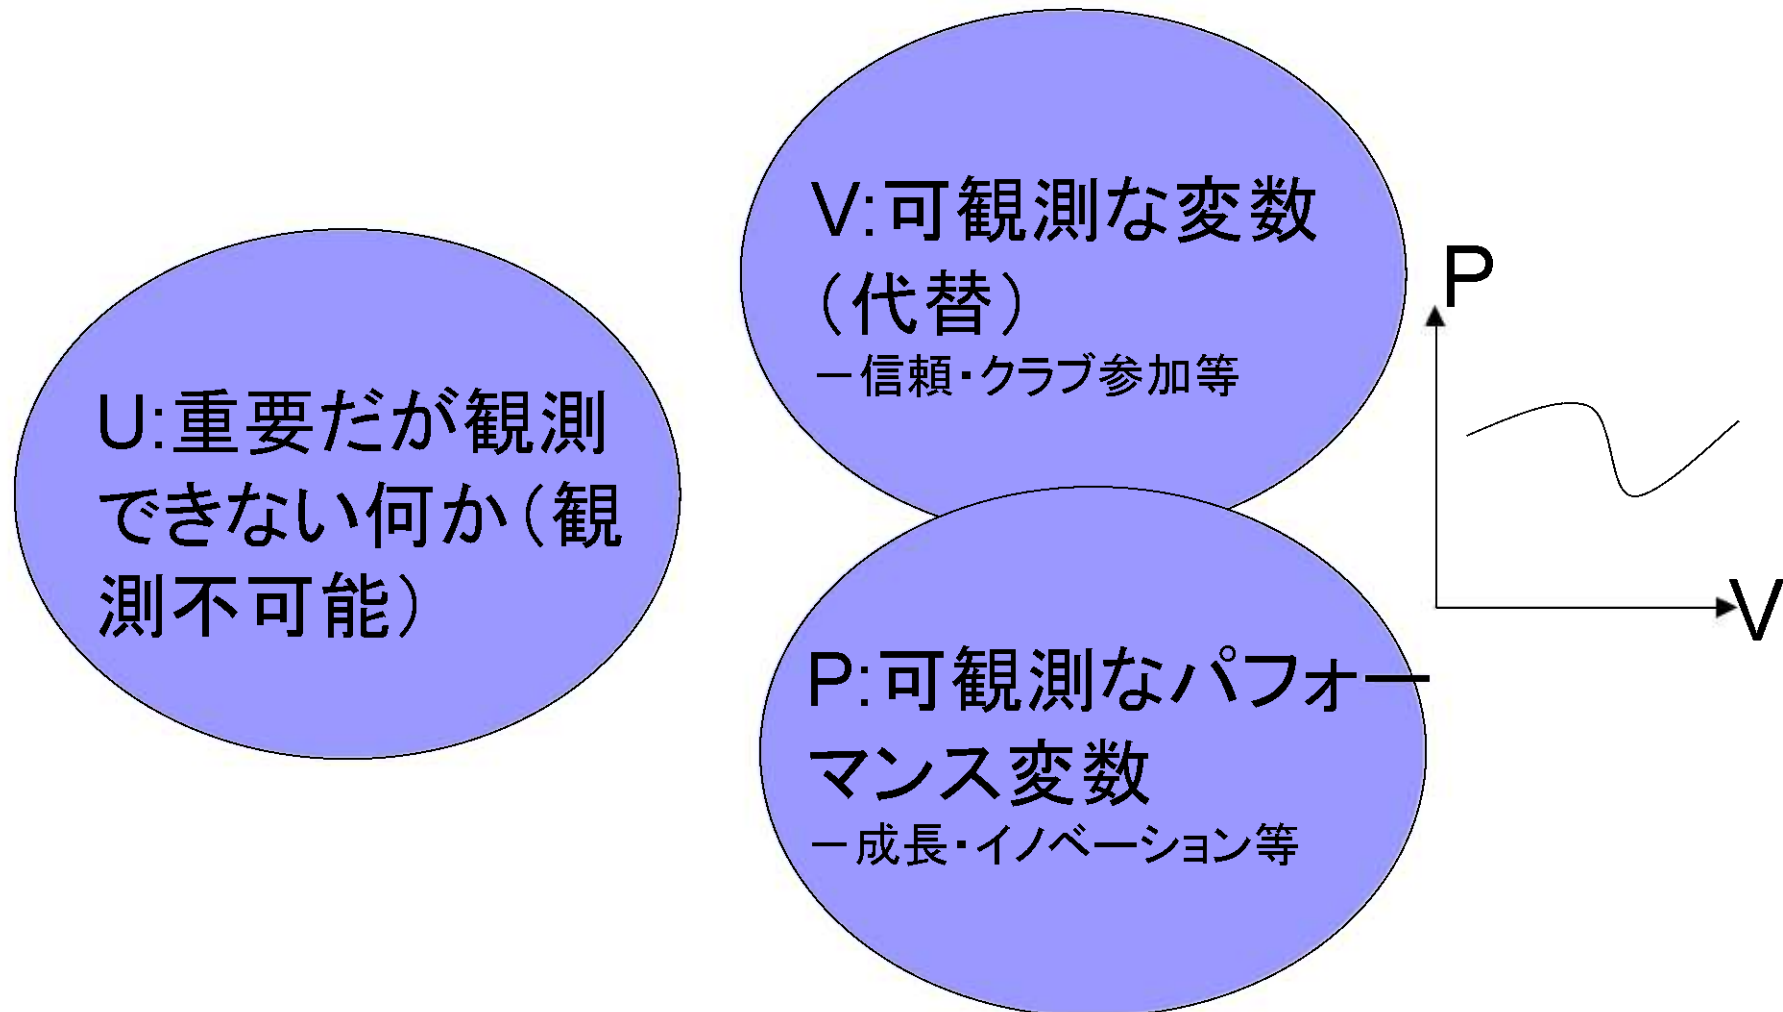 U:重要だが観測
できない何か（観
測不可能）
V:可観測な変数
（代替）
－信頼・クラブ参加等
P:可観測なパフォー
マンス変数
－成長・イノベーション等
P
V